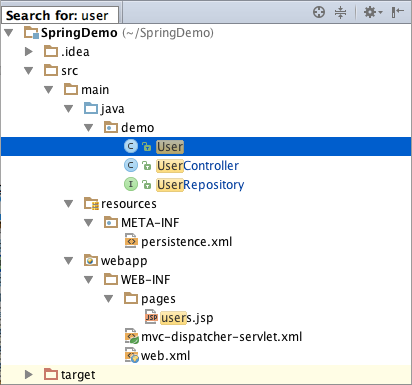 Search for: user
SpringDemo (~/SpringDemo)
.idea
src
main
java
demo
User
UserController
UserRepository
resources
META-INF
persistence.xml
webapp
WEB-INF
pages
users.jsp
mvc-dispatcher-servlet.xml
web.xml
target